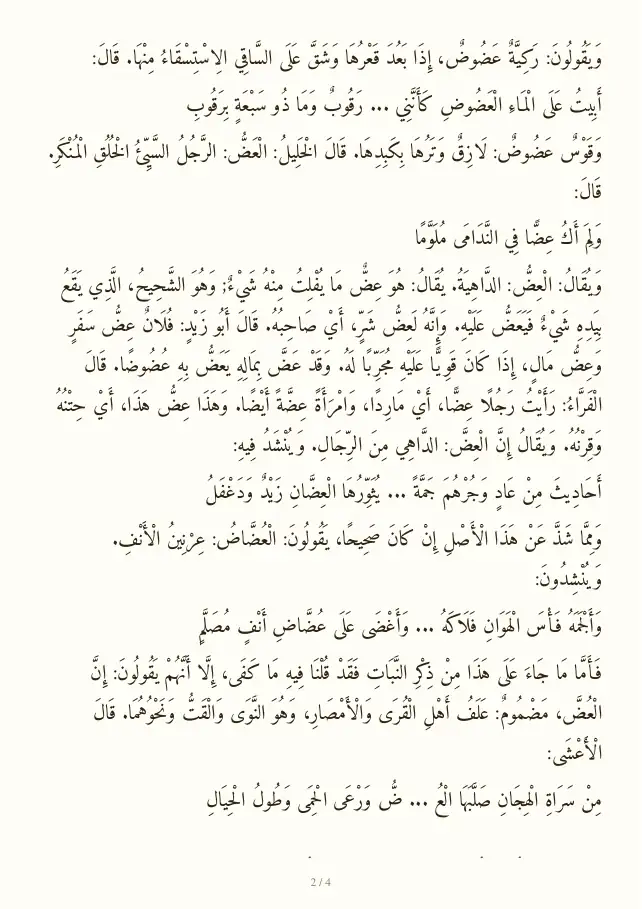 وَيَقُولُونَ: رَكِيَّةٌ عَضُوضٌ، إِذَا بَعُدَ قَعْرُهَا وَشَقَّ عَلَى السَّاقِي الِاسْتِسْقَاءُ مِنْهَا. قَالَ:
أَبِيتُ عَلَى الْمَاءِ الْعَضُوضِ كَأَنَّنِي ... رَقُوبٌ وَمَا ذُو سَبْعَةٍ بِرَقُوبِ
وَقَوْسٌ عَضُوضٌ: لَازِقٌ وَتَرُهَا بِكَبِدِهَا. قَالَ الْخَلِيلُ: الْعَضُّ: الرَّجُلُ السَّيِّئُ الْخُلُقِ الْمُنْكَرِ.
قَالَ:
وَلَمَ أَكُ عِضًّا فِي النَّدَامَى مُلَوَّمًا
وَيُقَالُ: الْعِضُّ: الدَّاهِيَةُ. يُقَالُ: هُوَ عِضٌّ مَا يُفْلِتُ مِنْهُ شَيْءٌ; وَهُوَ الشَّحِيحُ، الَّذِي يَقَعُ
بِيَدِهِ شَيْءٌ فَيَعَضُّ عَلَيْهِ. وَإِنَّهُ لَعِضُّ شَرٍّ، أَيْ صَاحِبُهُ. قَالَ أَبُو زَيْدٍ: فُلَانٌ عِضُّ سَفَرٍ
وَعِضُّ مَالٍ، إِذَا كَانَ قَوِيًّا عَلَيْهِ مُجَرِّبًا لَهُ. وَقَدْ عَضَّ بِمَالِهِ يَعَضُّ بِهِ عُضُوضًا. قَالَ
الْفَرَّاءُ: رَأَيْتُ رَجُلًا عِضًّا، أَيْ مَارِدًا، وَامْرَأَةً عِضَّةً أَيْضًا. وَهَذَا عِضُّ هَذَا، أَيْ حِتْنُهُ
وَقِرْنُهُ. وَيُقَالُ إِنَّ الْعِضَّ: الدَّاهِي مِنَ الرِّجَالِ. وَيُنْشَدُ فِيهِ:
أَحَادِيثَ مِنْ عَادٍ وَجُرْهُمَ جَمَّةً ... يُثَوِّرُهَا الْعِضَّانِ زَيْدٌ وَدَغْفَلُ
وَمِمَّا شَذَّ عَنْ هَذَا الْأَصْلِ إِنْ كَانَ صَحِيحًا، يَقُولُونَ: الْعُضَّاضُ: عِرْنِينُ الْأَنْفِ.
وَيُنْشِدُونَ:
وَأَلْجَمَهُ فَأْسَ الْهَوَانِ فَلَاكَهُ ... وَأَغْضَى عَلَى عُضَّاضِ أَنْفٍ مُصَلَّمٍ
فَأَمَّا مَا جَاءَ عَلَى هَذَا مِنْ ذِكْرِ النَّبَاتِ فَقَدْ قُلْنَا فِيهِ مَا كَفَى، إِلَّا أَنَّهُمْ يَقُولُونَ: إِنَّ
الْعُضَّ، مَضْمُومٌ: عَلَفُ أَهْلِ الْقُرَى وَالْأَمْصَارِ، وَهُوَ النَّوَى وَالْقَتُّ وَنَحْوُهُمَا. قَالَ
الْأَعْشَى:
مِنْ سَرَاةِ الْهِجَانِ صَلَّبَهَا الْعُ ... ضُّ وَرْعَى الْحِمَى وَطُولُ الْحِيَالِ
2 / 4